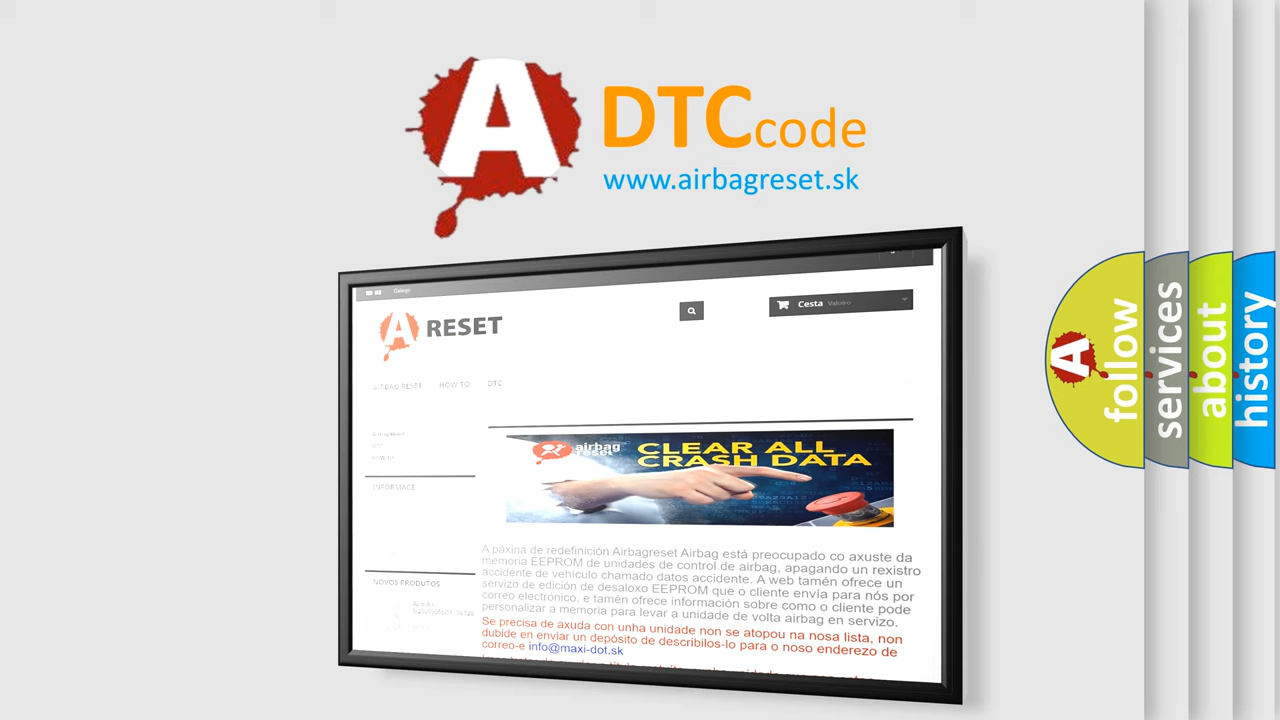 A
DTCcode
www.airbagreset.sk
Galego
A RESET
Cesta Valeiro
AIRBAG RESET HOW TO DTC
INFORMACE
NOVOS PRODUTOS
airbag
reset
CLEAR ALL
CRASH DATA
A páxina de redefinición Airbagreset Airbag está preocupado co axuste da
memoria EEPROM de unidades de control de airbag, apagando un rexistro
accidente de vehículo chamado datos accidente. A web tamén ofrece un
servizo de edición de desaloxo EEPROM que o cliente envía para nós por
correo electrónico, e tamén ofrece información sobre como o cliente pode
personalizar a memoria para levar a unidade de volta airbag en servizo.
Se precisa de axuda con unha unidade non se atopou na nosa lista, non
dubide en enviar un depósito de describilos-lo para o noso enderezo de
correo-e info@maxi-dot.sk
A
follow
services
about
history